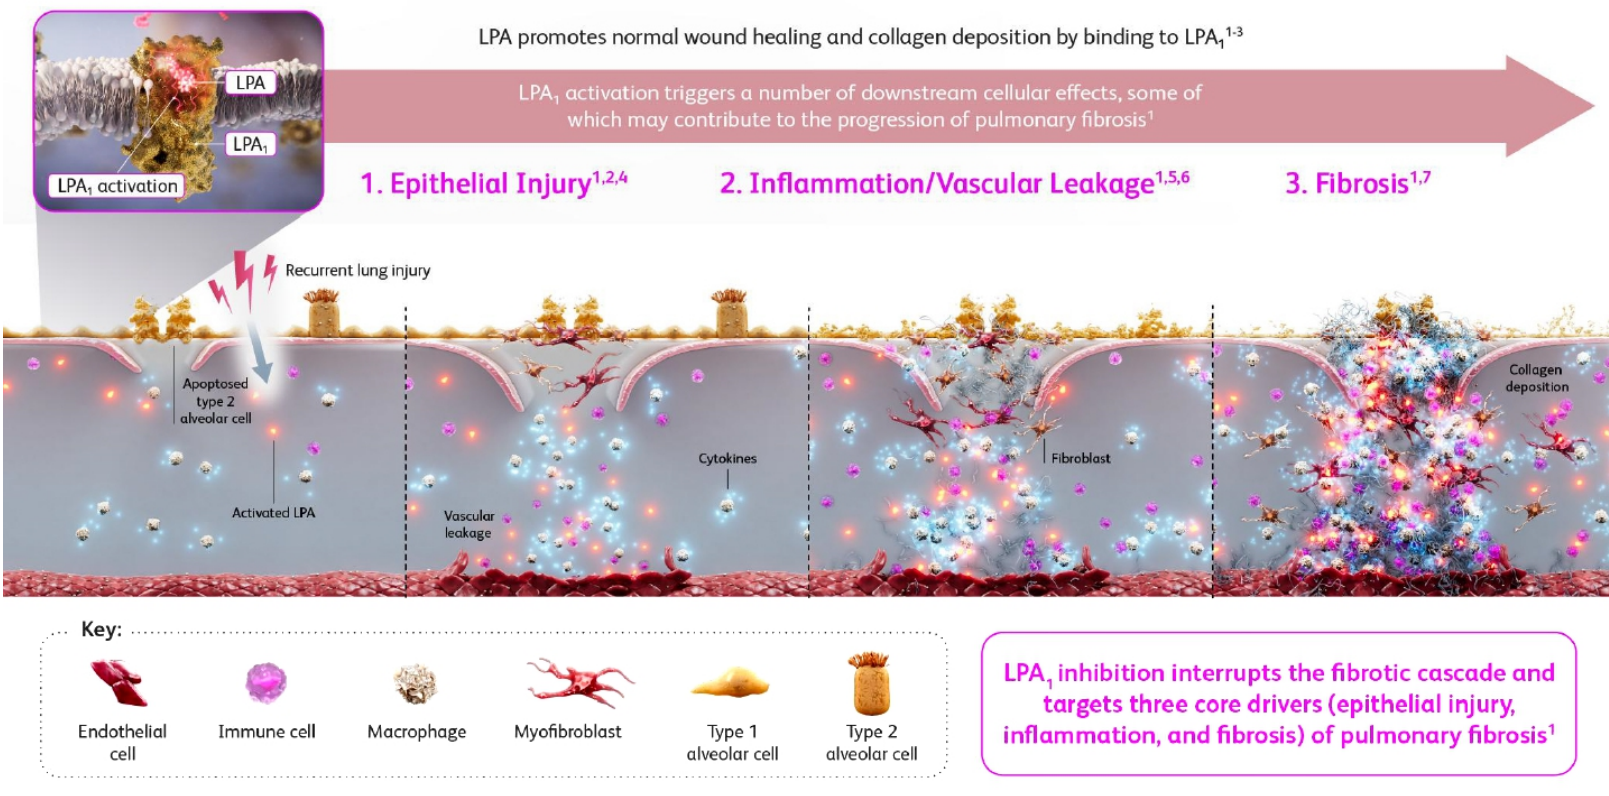 LPA promotes normal wound healing and collagen deposition by binding to LPA₁¹⁻³
LPA₁ activation triggers a number of downstream cellular effects, some of
which may contribute to the progression of pulmonary fibrosis¹
LPA
LPA₁
LPA₁ activation
1. Epithelial Injury¹,²,⁴
2. Inflammation/Vascular Leakage¹,⁵,⁶
3. Fibrosis¹,⁷
Recurrent lung injury
Apoptosed
type 2
alveolar cell
Activated LPA
Vascular
leakage
Cytokines
Fibroblast
Collagen
deposition
Key:
Endothelial
cell
Immune cell
Macrophage
Myofibroblast
Type 1
alveolar cell
Type 2
alveolar cell
LPA₁ inhibition interrupts the fibrotic cascade and
targets three core drivers (epithelial injury,
inflammation, and fibrosis) of pulmonary fibrosis¹